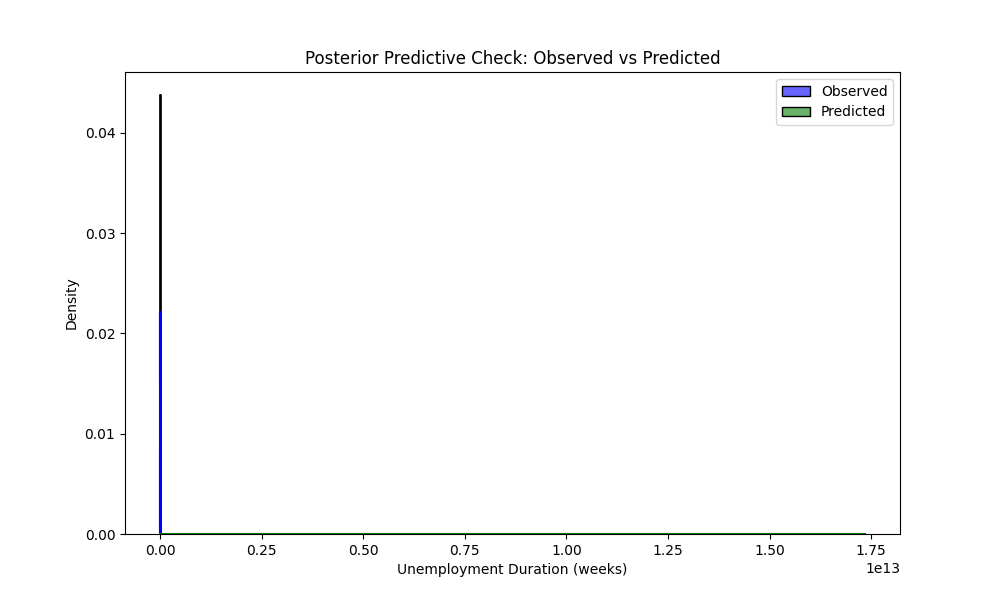 Posterior Predictive Check: Observed vs Predicted
Observed
Predicted
Density
0.04
0.03
0.02
0.01
0.00
0.00 0.25 0.50 0.75 1.00 1.25 1.50 1.75
1e13
Unemployment Duration (weeks)